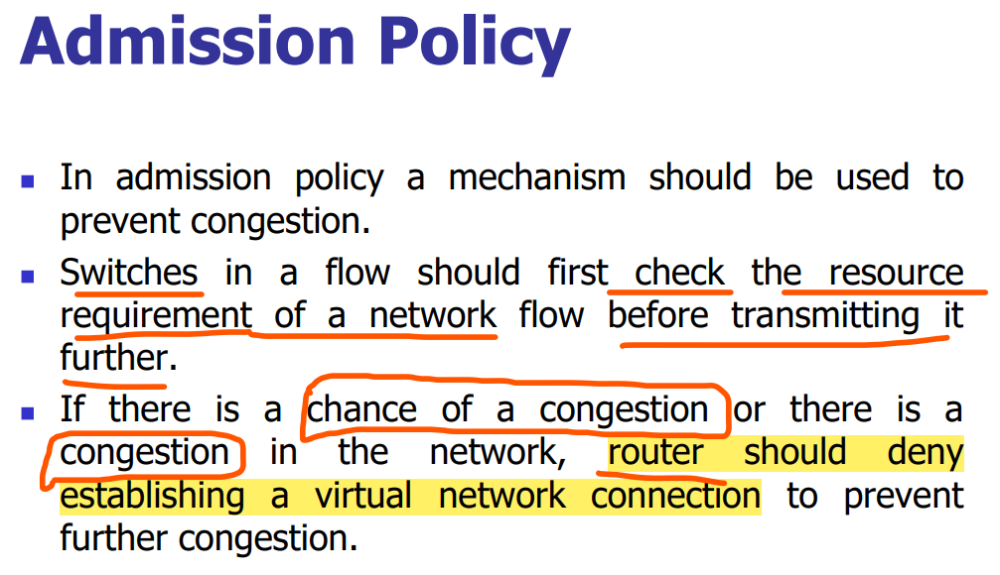 Admission Policy
In admission policy a mechanism should be used to
prevent congestion.
Switches in a flow should first check the resource
requirement of a network flow before transmitting it
further.
If there is a chance of a congestion or there is a
congestion in the network, router should deny
establishing a virtual network connection to prevent
further congestion.